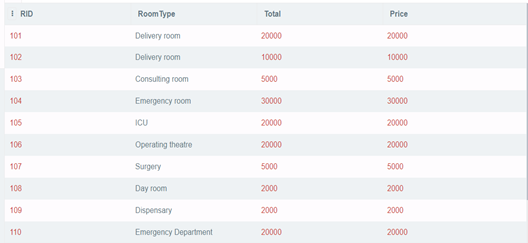 RID RoomType Total Price
101 Delivery room 20000 20000
102 Delivery room 10000 10000
103 Consulting room 5000 5000
104 Emergency room 30000 30000
105 ICU 20000 20000
106 Operating theatre 20000 20000
107 Surgery 5000 5000
108 Day room 2000 2000
109 Dispensary 2000 2000
110 Emergency Department 20000 20000